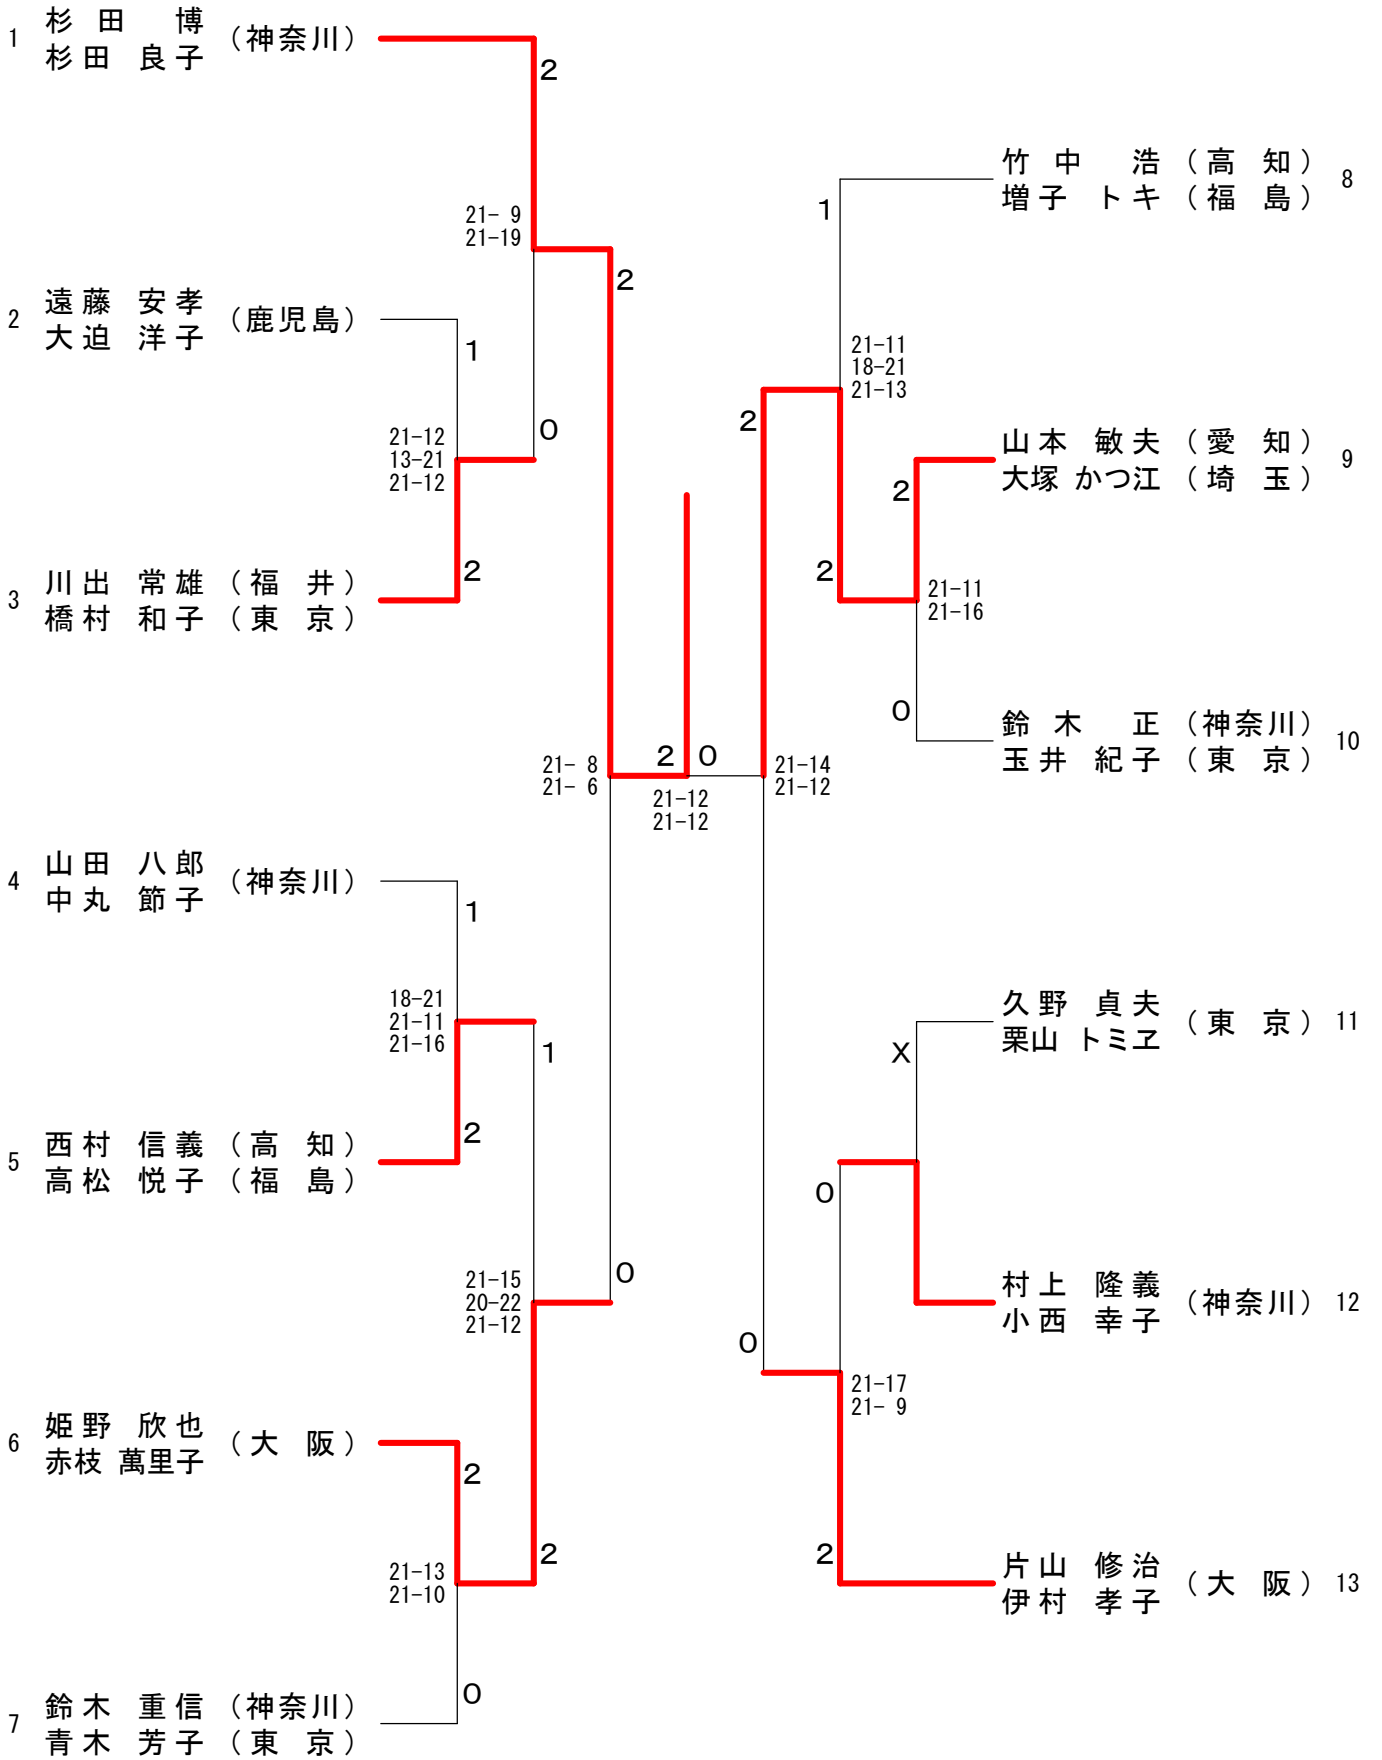 1 杉田 博 (神奈川)
杉田 良子
2
21- 9
21-19
2
2 遠藤 安孝 (鹿児島)
大迫 洋子
1
21-12
13-21
21-12
0
3 川出 常雄 (福 井)
橋村 和子 (東 京)
2
21- 8
21- 6
2 0
21-12
21-12
4 山田 八郎 (神奈川)
中丸 節子
1
18-21
21-11
21-16
1
5 西村 信義 (高 知)
高松 悦子 (福 島)
2
21-15
20-22
21-12
0
6 姫野 欣也 (大 阪)
赤枝 萬里子
2
21-13
21-10
2
7 鈴木 重信 (神奈川)
青木 芳子 (東 京)
0
竹中 浩 (高 知) 8
増子 トキ (福 島)
1
21-11
18-21
21-13
2
山本 敏夫 (愛 知) 9
大塚 かつ江 (埼 玉)
2
2
21-11
21-16
0
鈴木 正 (神奈川) 10
玉井 紀子 (東 京)
21-14
21-12
久野 貞夫 (東 京) 11
栗山 トミヱ
X
0
村上 隆義 (神奈川) 12
小西 幸子
0
21-17
21- 9
2
片山 修治 (大 阪) 13
伊村 孝子